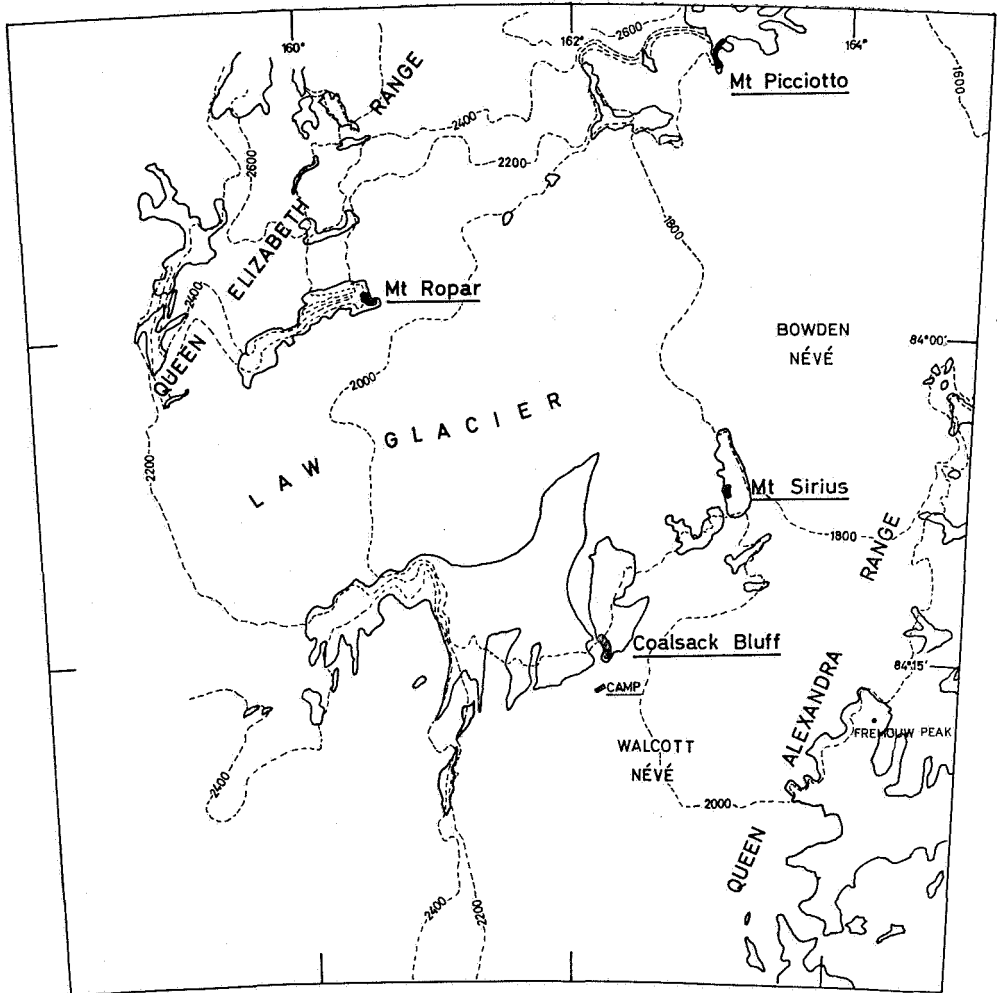 160°
162°
164°
2600
1600
Mt Picciotto
RANGE
2400
2200
2600
ELIZABETH
1800
2400
Mt Ropar
QUEEN
BOWDEN
NÉVÉ
84°00'
2000
LAW GLACIER
2200
Mt Sirius
1800
RANGE
Coalsack Bluff
84°15'
CAMP
ALEXANDRA
FREMOUW PEAK
WALCOTT
NÉVÉ
2400
2000
QUEEN
2400
2200